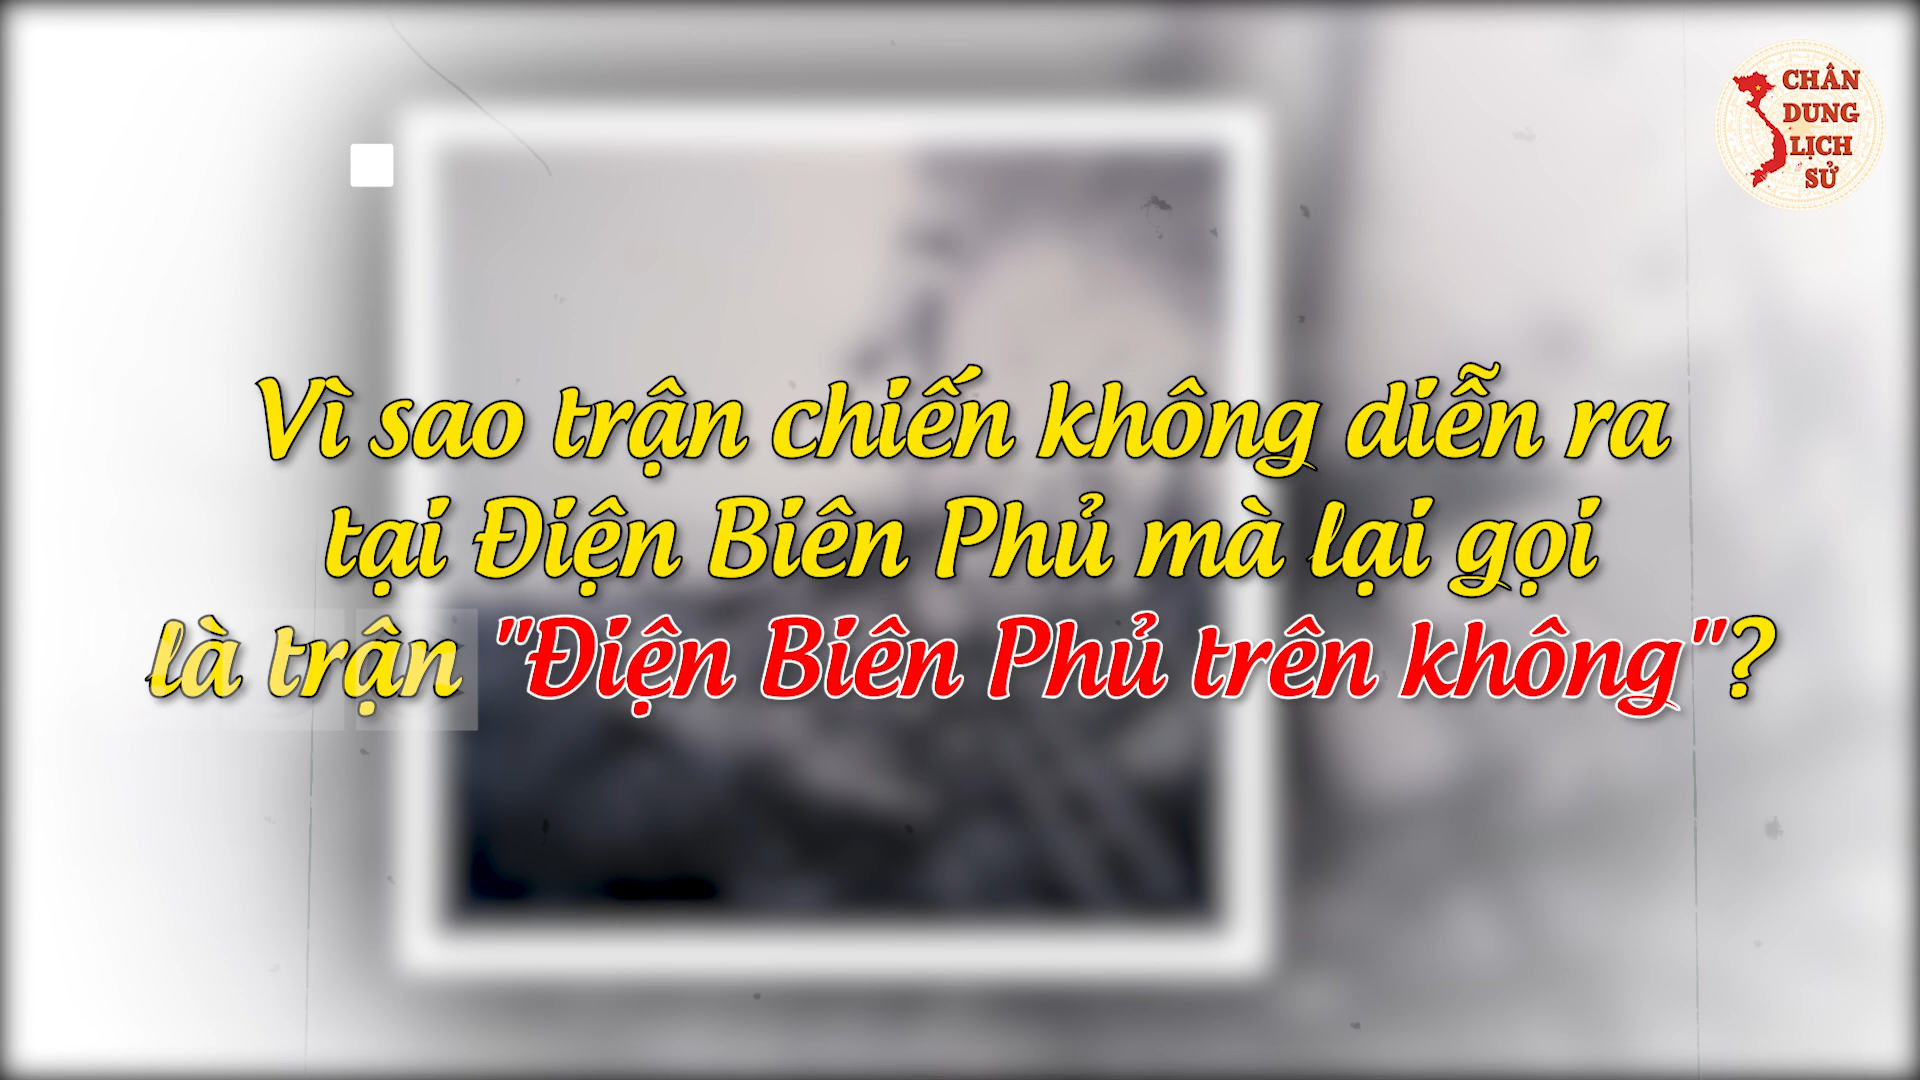 CHÂN
DUNG
LỊCH
SỬ
Vì sao trận chiến không diễn ra
tại Điện Biên Phủ mà lại gọi
là trận "Điện Biên Phủ trên không"?